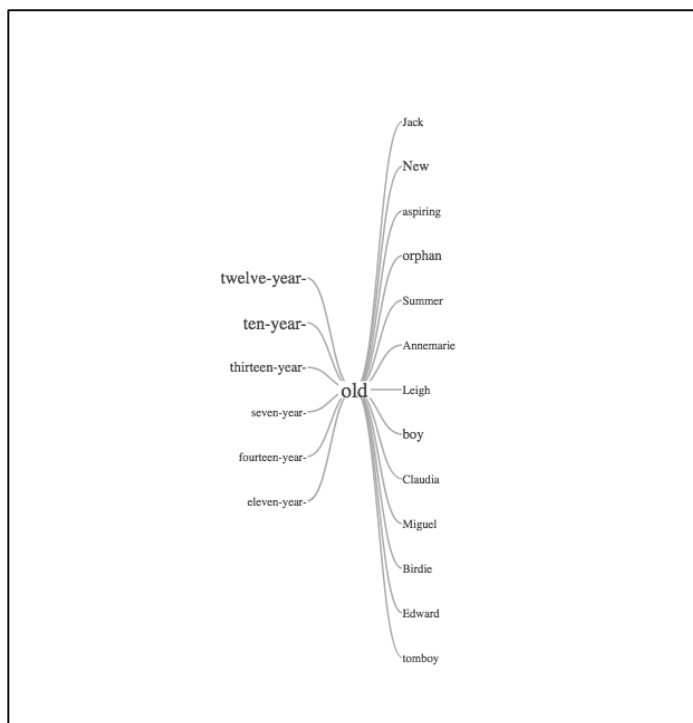 twelve-year-
ten-year-
thirteen-year-
seven-year-
fourteen-year-
eleven-year-
old
Jack
New
aspiring
orphan
Summer
Annemarie
Leigh
boy
Claudia
Miguel
Birdie
Edward
tomboy